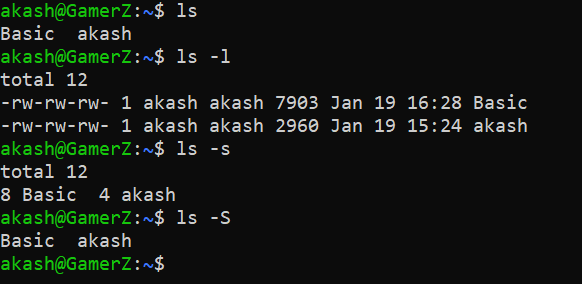 akash@GamerZ:~$ ls
Basic  akash
akash@GamerZ:~$ ls -l
total 12
-rw-rw-rw- 1 akash akash 7903 Jan 19 16:28 Basic
-rw-rw-rw- 1 akash akash 2960 Jan 19 15:24 akash
akash@GamerZ:~$ ls -s
total 12
8 Basic  4 akash
akash@GamerZ:~$ ls -S
Basic  akash
akash@GamerZ:~$